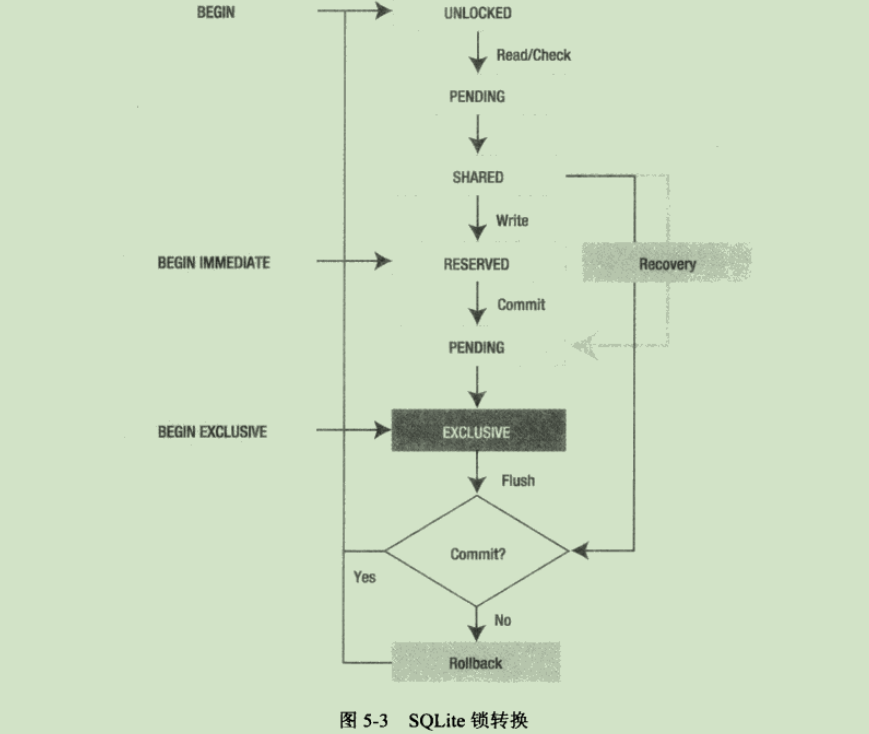 BEGIN
UNLOCKED
Read/Check
PENDING
SHARED
Write
BEGIN IMMEDIATE
RESERVED
Recovery
Commit
PENDING
BEGIN EXCLUSIVE
EXCLUSIVE
Flush
Commit?
Yes
No
Rollback
图 5-3 SQLite 锁转换